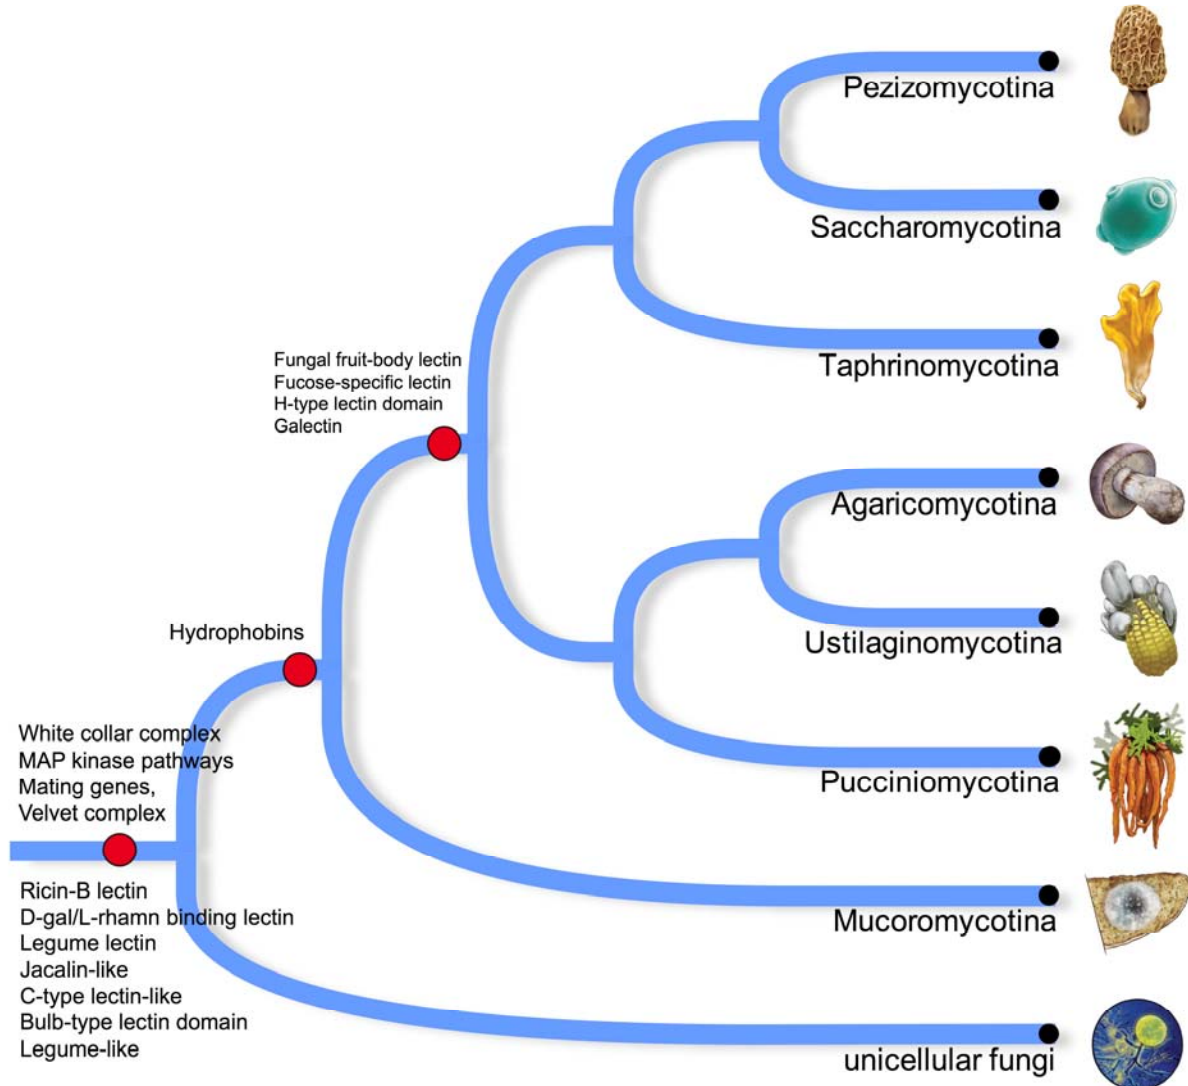 Pezizomycotina
Saccharomycotina
Taphrinomycotina
Fungal fruit-body lectin
Fucose-specific lectin
H-type lectin domain
Galectin
Agaricomycotina
Ustilaginomycotina
Hydrophobins
White collar complex
MAP kinase pathways
Mating genes,
Velvet complex
Pucciniomycotina
Ricin-B lectin
D-gal/L-rhamn binding lectin
Legume lectin
Jacalin-like
C-type lectin-like
Bulb-type lectin domain
Legume-like
Mucoromycotina
unicellular fungi